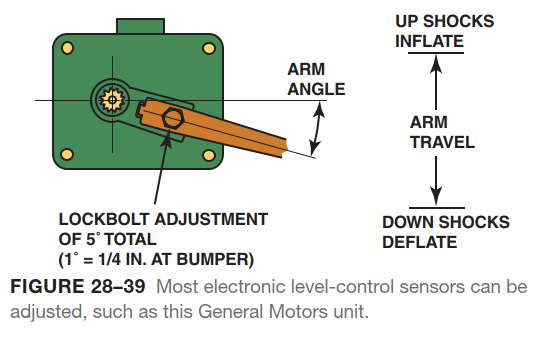 UP SHOCKS
INFLATE
ARM
ANGLE
ARM
TRAVEL
LOCKBOLT ADJUSTMENT
OF 5° TOTAL
(1° = 1/4 IN. AT BUMPER)
DOWN SHOCKS
DEFLATE
FIGURE 28–39 Most electronic level-control sensors can be
adjusted, such as this General Motors unit.